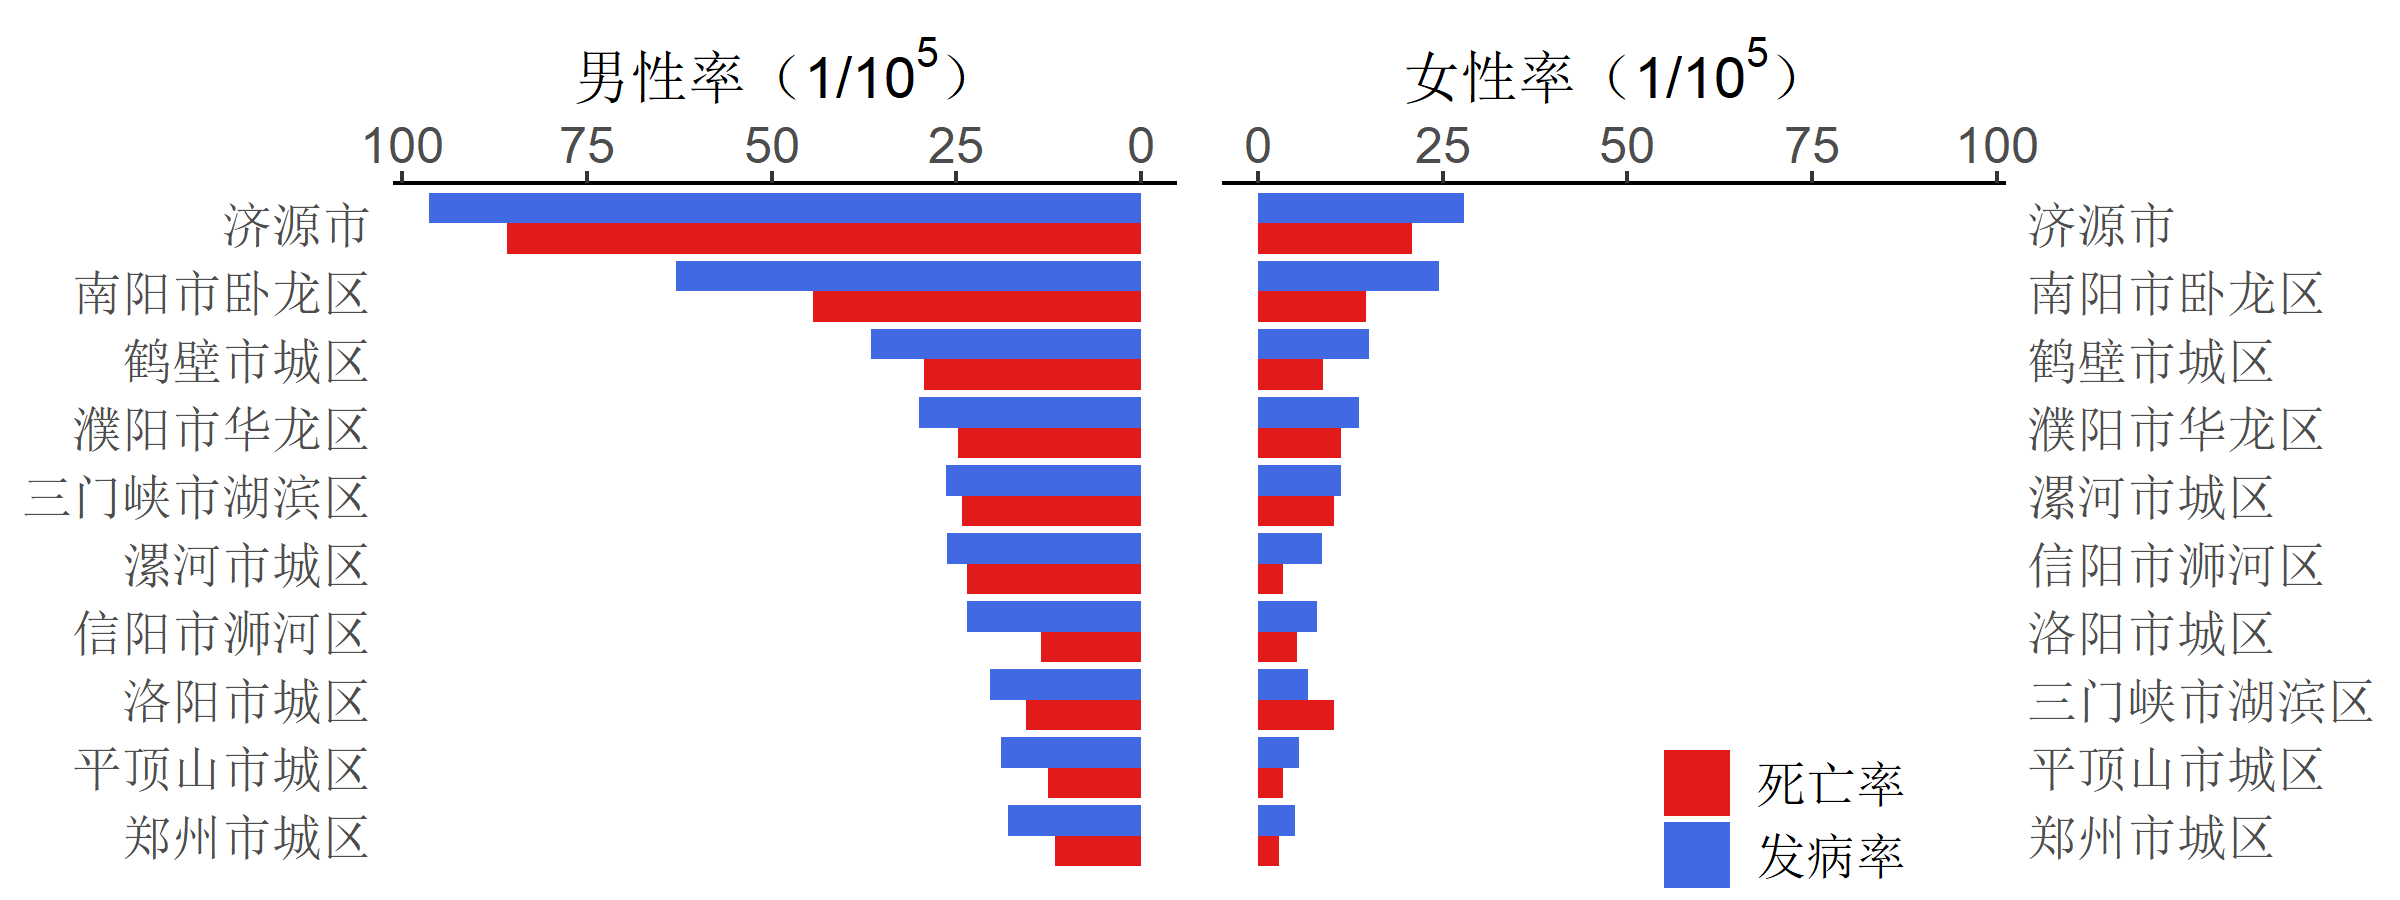 男性率（1/10⁵）
女性率（1/10⁵）
100 75 50 25 0
0 25 50 75 100
济源市
南阳市卧龙区
鹤壁市城区
濮阳市华龙区
三门峡市湖滨区
漯河市城区
信阳市浉河区
洛阳市城区
平顶山市城区
郑州市城区
济源市
南阳市卧龙区
鹤壁市城区
濮阳市华龙区
漯河市城区
信阳市浉河区
洛阳市城区
三门峡市湖滨区
平顶山市城区
郑州市城区
死亡率
发病率